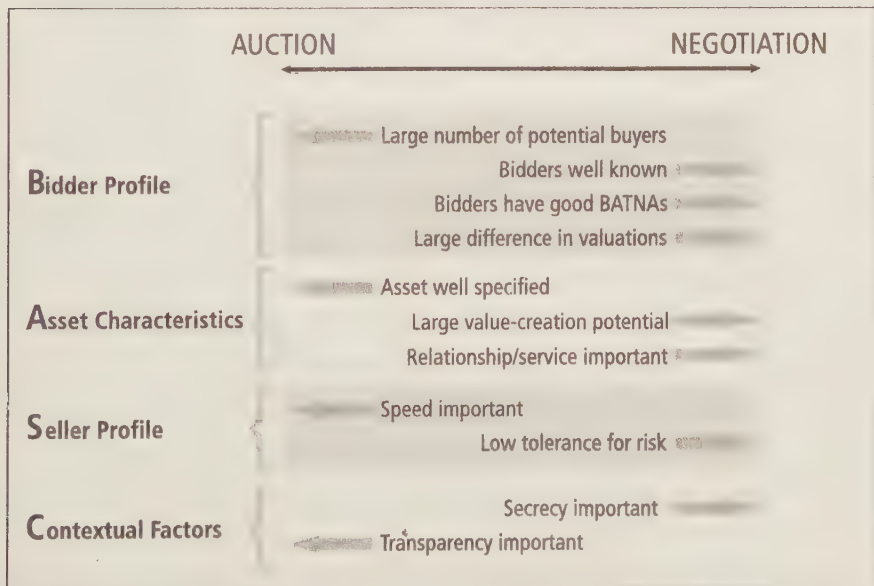 AUCTION NEGOTIATION
Large number of potential buyers
Bidders well known
Bidder Profile
Bidders have good BATNAs
Large difference in valuations
Asset well specified
Asset Characteristics
Large value-creation potential
Relationship/service important
Speed important
Seller Profile
Low tolerance for risk
Secrecy important
Contextual Factors
Transparency important